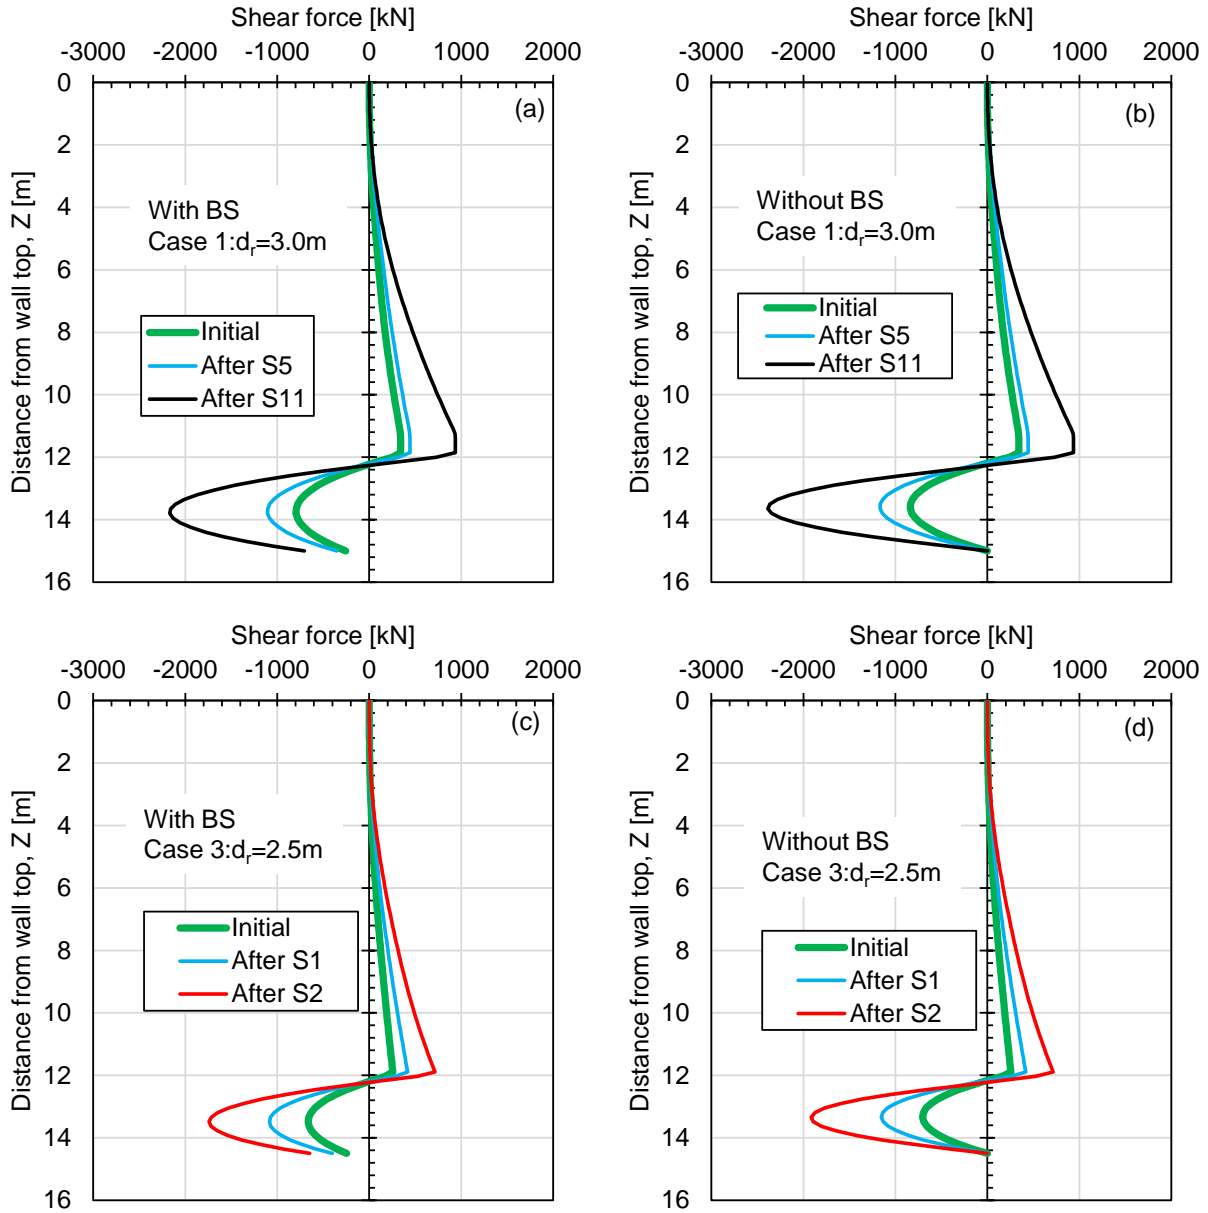 Shear force [kN]
-3000 -2000 -1000 0 1000 2000
0
2
4
6
8
10
12
14
16
Distance from wall top, Z [m]
(a)
With BS
Case 1:dᵣ=3.0m
Initial
After S5
After S11
Shear force [kN]
-3000 -2000 -1000 0 1000 2000
0
2
4
6
8
10
12
14
16
Distance from wall top, Z [m]
(b)
Without BS
Case 1:dᵣ=3.0m
Initial
After S5
After S11
Shear force [kN]
-3000 -2000 -1000 0 1000 2000
0
2
4
6
8
10
12
14
16
Distance from wall top, Z [m]
(c)
With BS
Case 3:dᵣ=2.5m
Initial
After S1
After S2
Shear force [kN]
-3000 -2000 -1000 0 1000 2000
0
2
4
6
8
10
12
14
16
Distance from wall top, Z [m]
(d)
Without BS
Case 3:dᵣ=2.5m
Initial
After S1
After S2